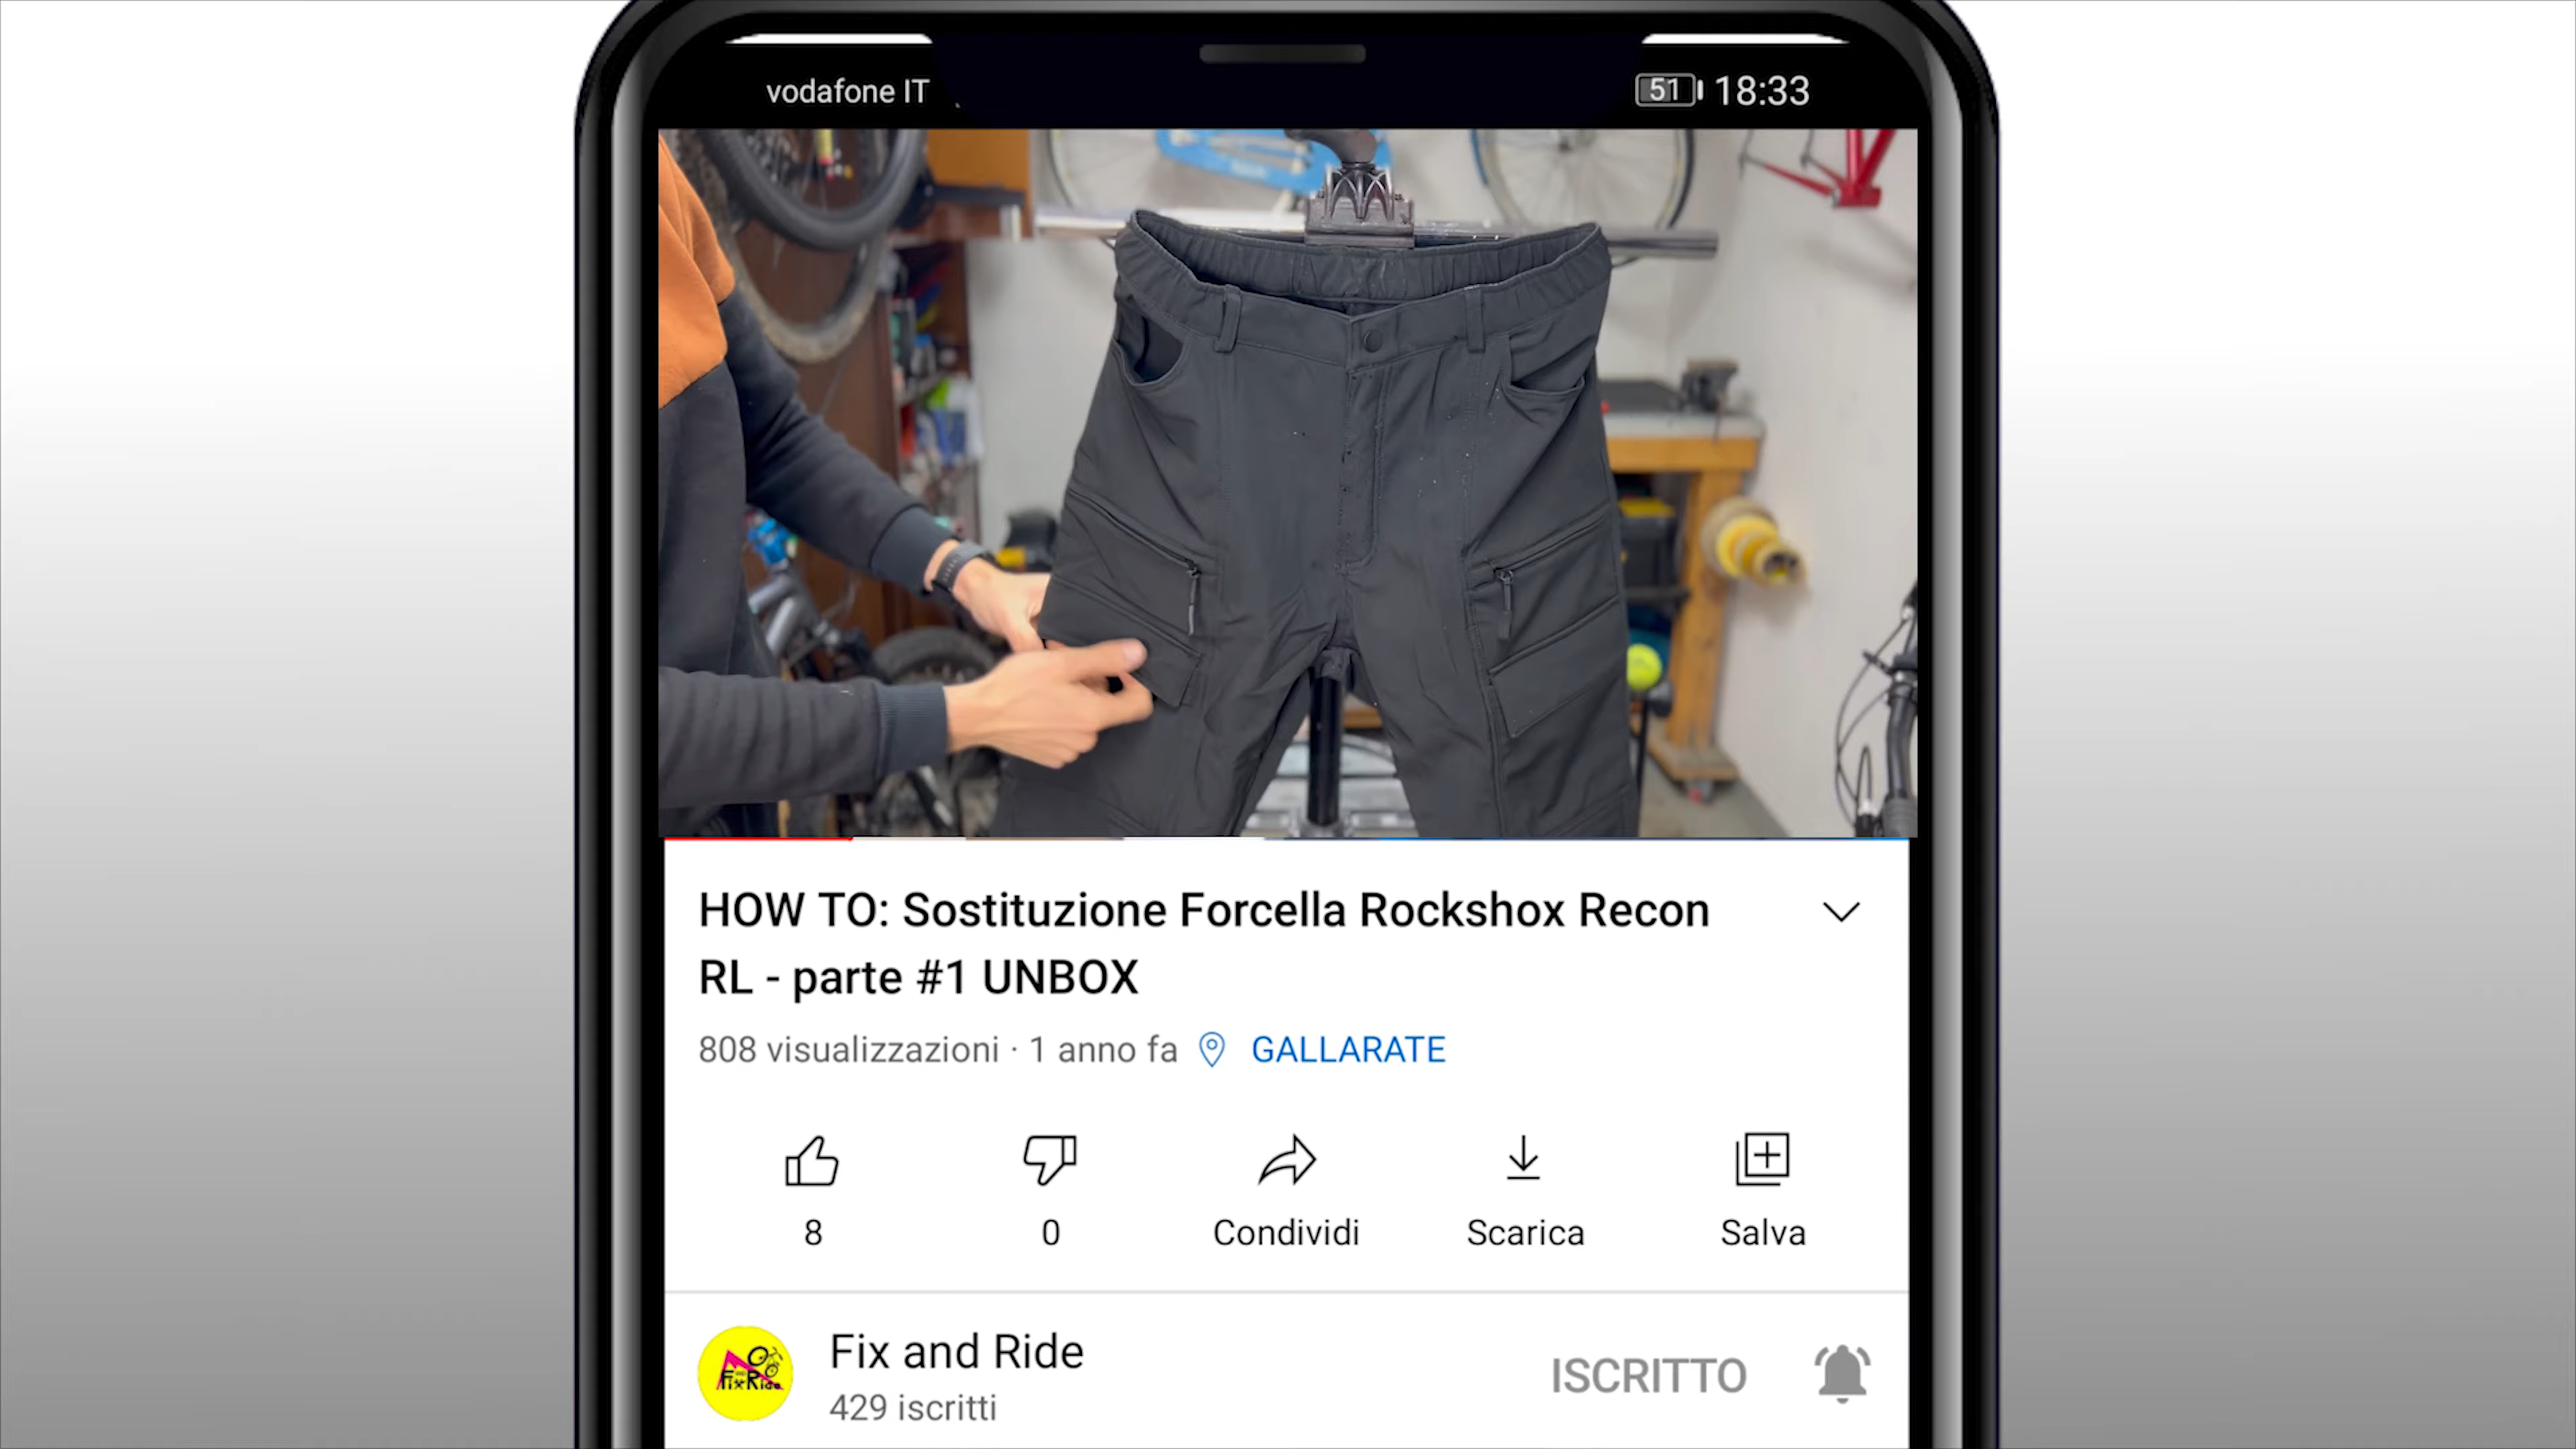 vodafone IT
51 18:33
HOW TO: Sostituzione Forcella Rockshox Recon
RL - parte #1 UNBOX
808 visualizzazioni · 1 anno fa GALLARATE
8
0
Condividi
Scarica
Salva
FixRide
Fix and Ride
429 iscritti
ISCRITTO